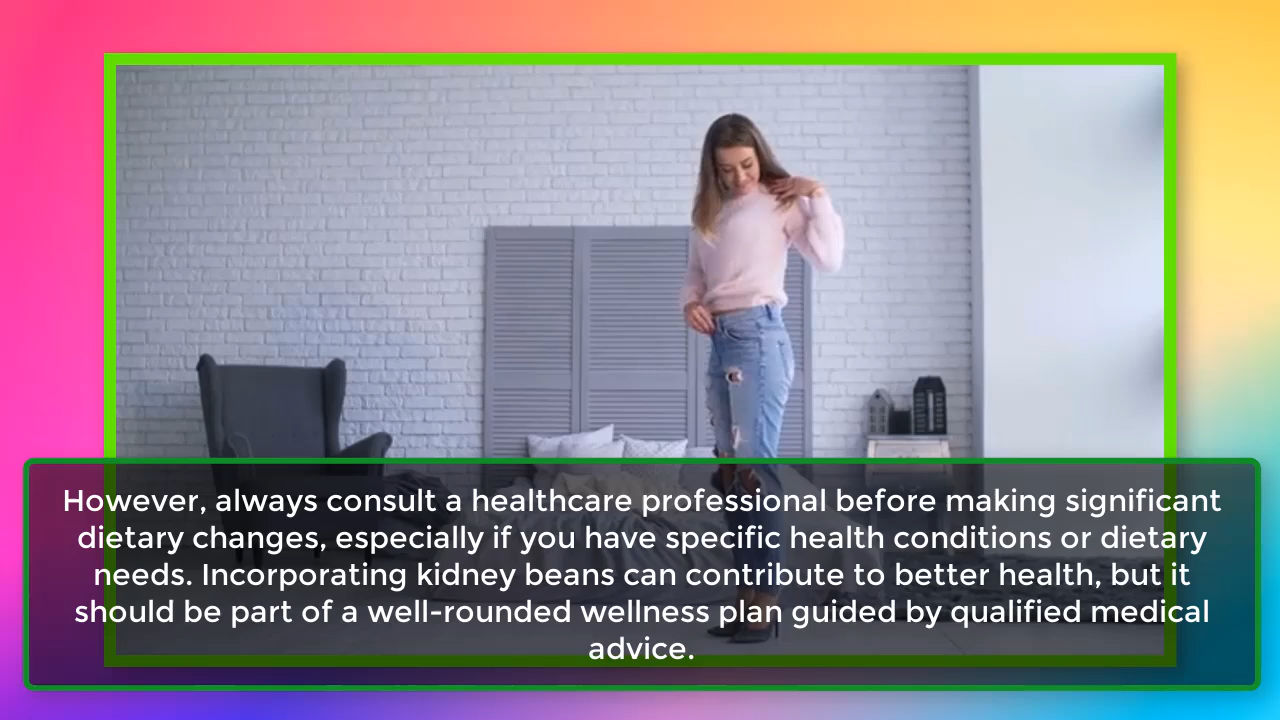 However, always consult a healthcare professional before making significant
dietary changes, especially if you have specific health conditions or dietary
needs. Incorporating kidney beans can contribute to better health, but it
should be part of a well-rounded wellness plan guided by qualified medical
advice.